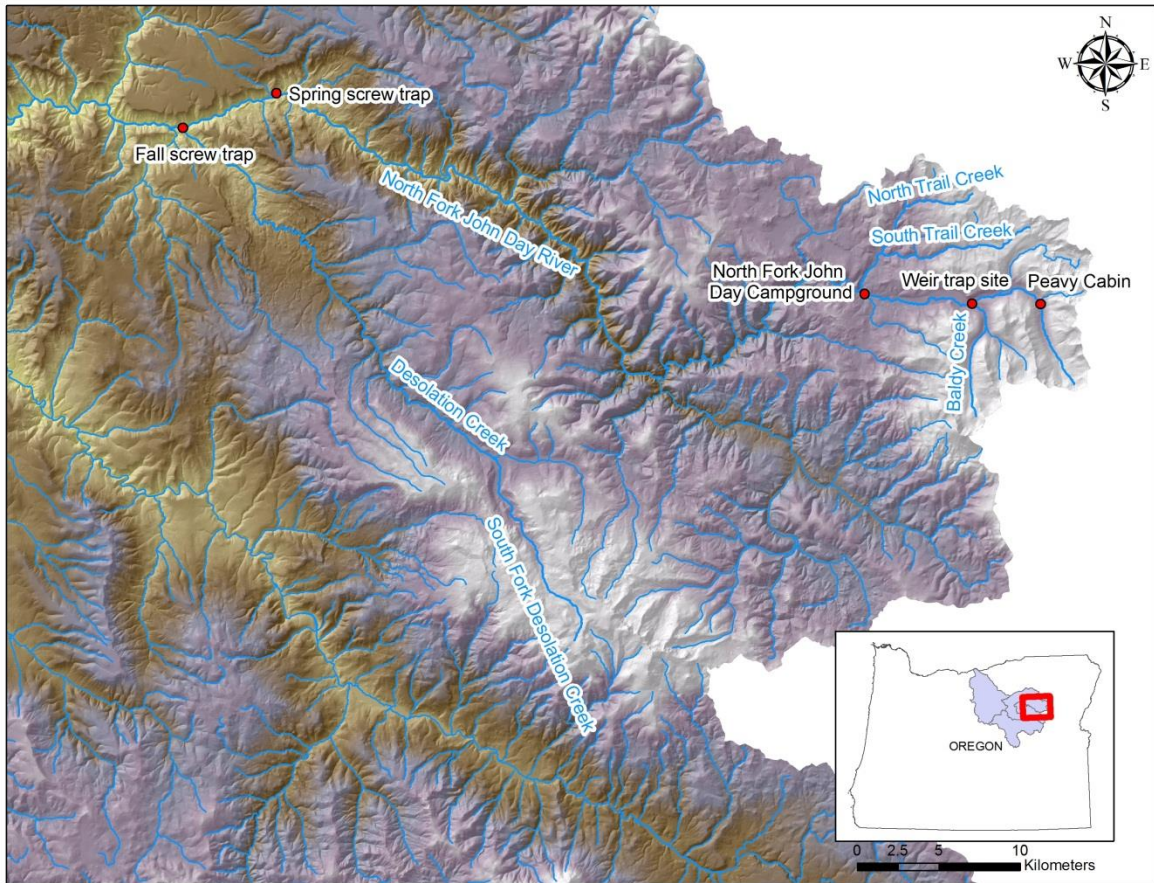 N
W
E
S
Spring screw trap
Fall screw trap
North Fork John Day River
North Trail Creek
South Trail Creek
North Fork John
Day Campground
Weir trap site
Peavy Cabin
Baldy Creek
Desolation Creek
South Fork Desolation Creek
OREGON
0
2.5
5
10
Kilometers